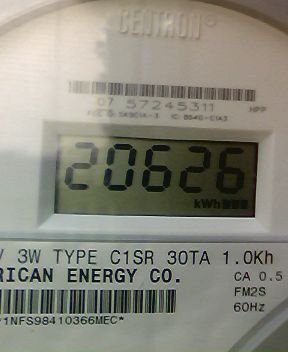 CENTRON®
07 57245311 HPP
20626
kWh
3W TYPE C1SR 30TA 1.0Kh
RICAN ENERGY CO. CA 0.5
FM2S
*1NFS98410366MEC* 60Hz